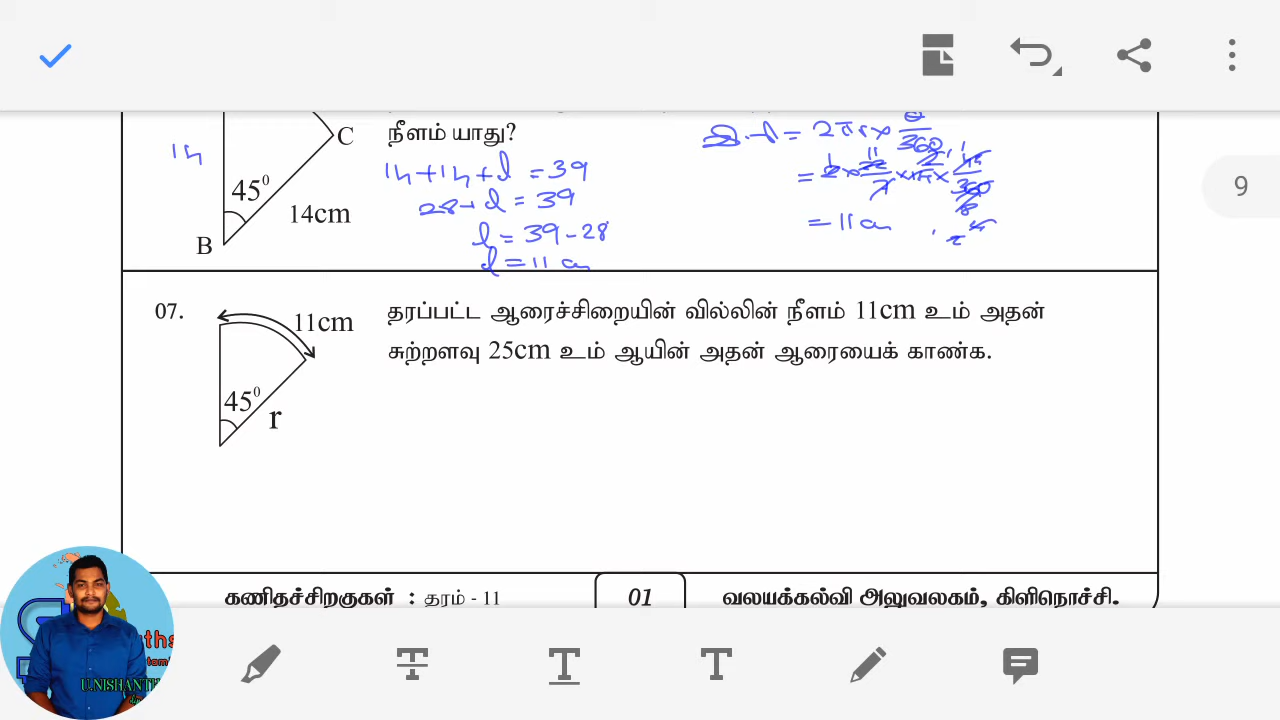 9
C
நீளம் யாது?
14
45⁰
14cm
B
14+14+l = 39
28+l = 39
l = 39-28
l = 11 cm
= 11 cm
07.
11cm
தரப்பட்ட ஆரைச்சிறையின் வில்லின் நீளம் 11cm உம் அதன்
சுற்றளவு 25cm உம் ஆயின் அதன் ஆரையைக் காண்க.
45⁰
r
கணிதச்சிறகுகள் : தரம் - 11
01
வலயக்கல்வி அலுவலகம், கிளிநொச்சி.
T
T
T